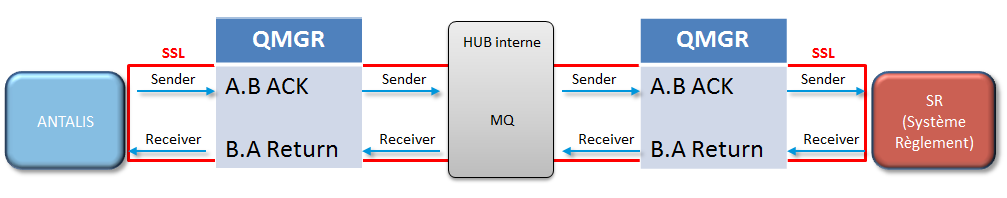 SSL
QMGR
HUB interne
QMGR
SSL
Sender
A.B ACK
Sender
Sender
A.B ACK
Sender
ANTALIS
MQ
SR
(Système
Règlement)
Receiver
B.A Return
Receiver
Receiver
B.A Return
Receiver